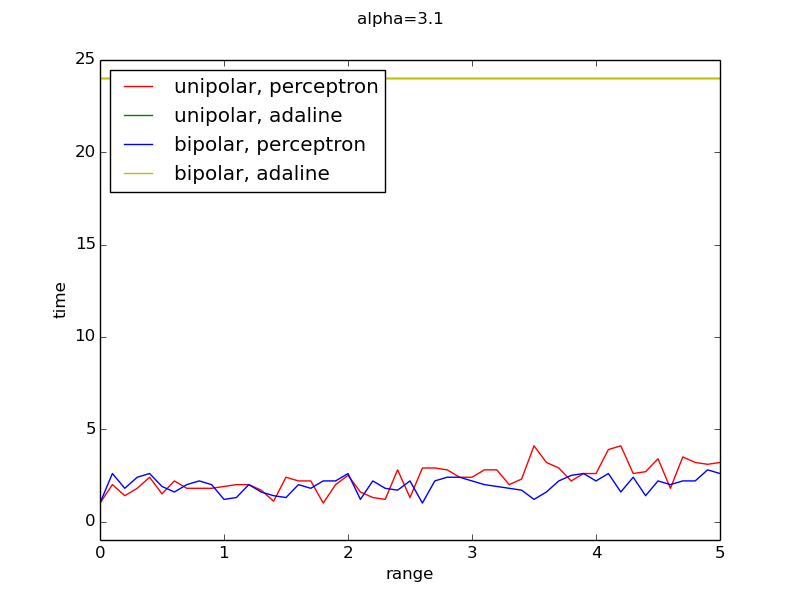 alpha=3.1
25
20
15
10
5
0
time
unipolar, perceptron
unipolar, adaline
bipolar, perceptron
bipolar, adaline
0 1 2 3 4 5
range